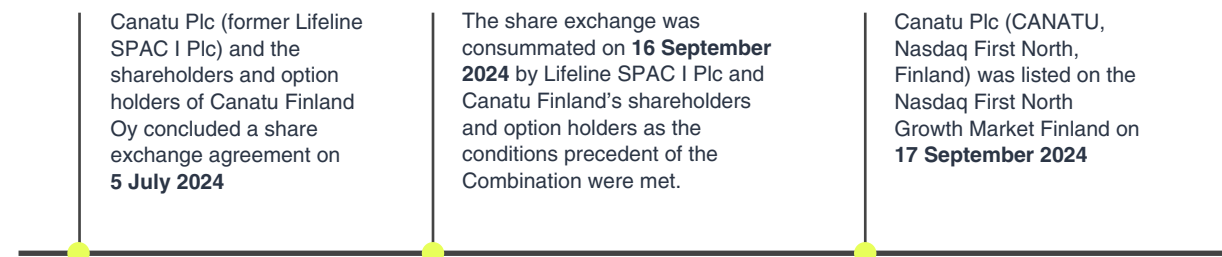 Canatu Plc (former Lifeline
SPAC I Plc) and the
shareholders and option
holders of Canatu Finland
Oy concluded a share
exchange agreement on
5 July 2024
The share exchange was
consummated on 16 September
2024 by Lifeline SPAC I Plc and
Canatu Finland’s shareholders
and option holders as the
conditions precedent of the
Combination were met.
Canatu Plc (CANATU,
Nasdaq First North,
Finland) was listed on the
Nasdaq First North
Growth Market Finland on
17 September 2024